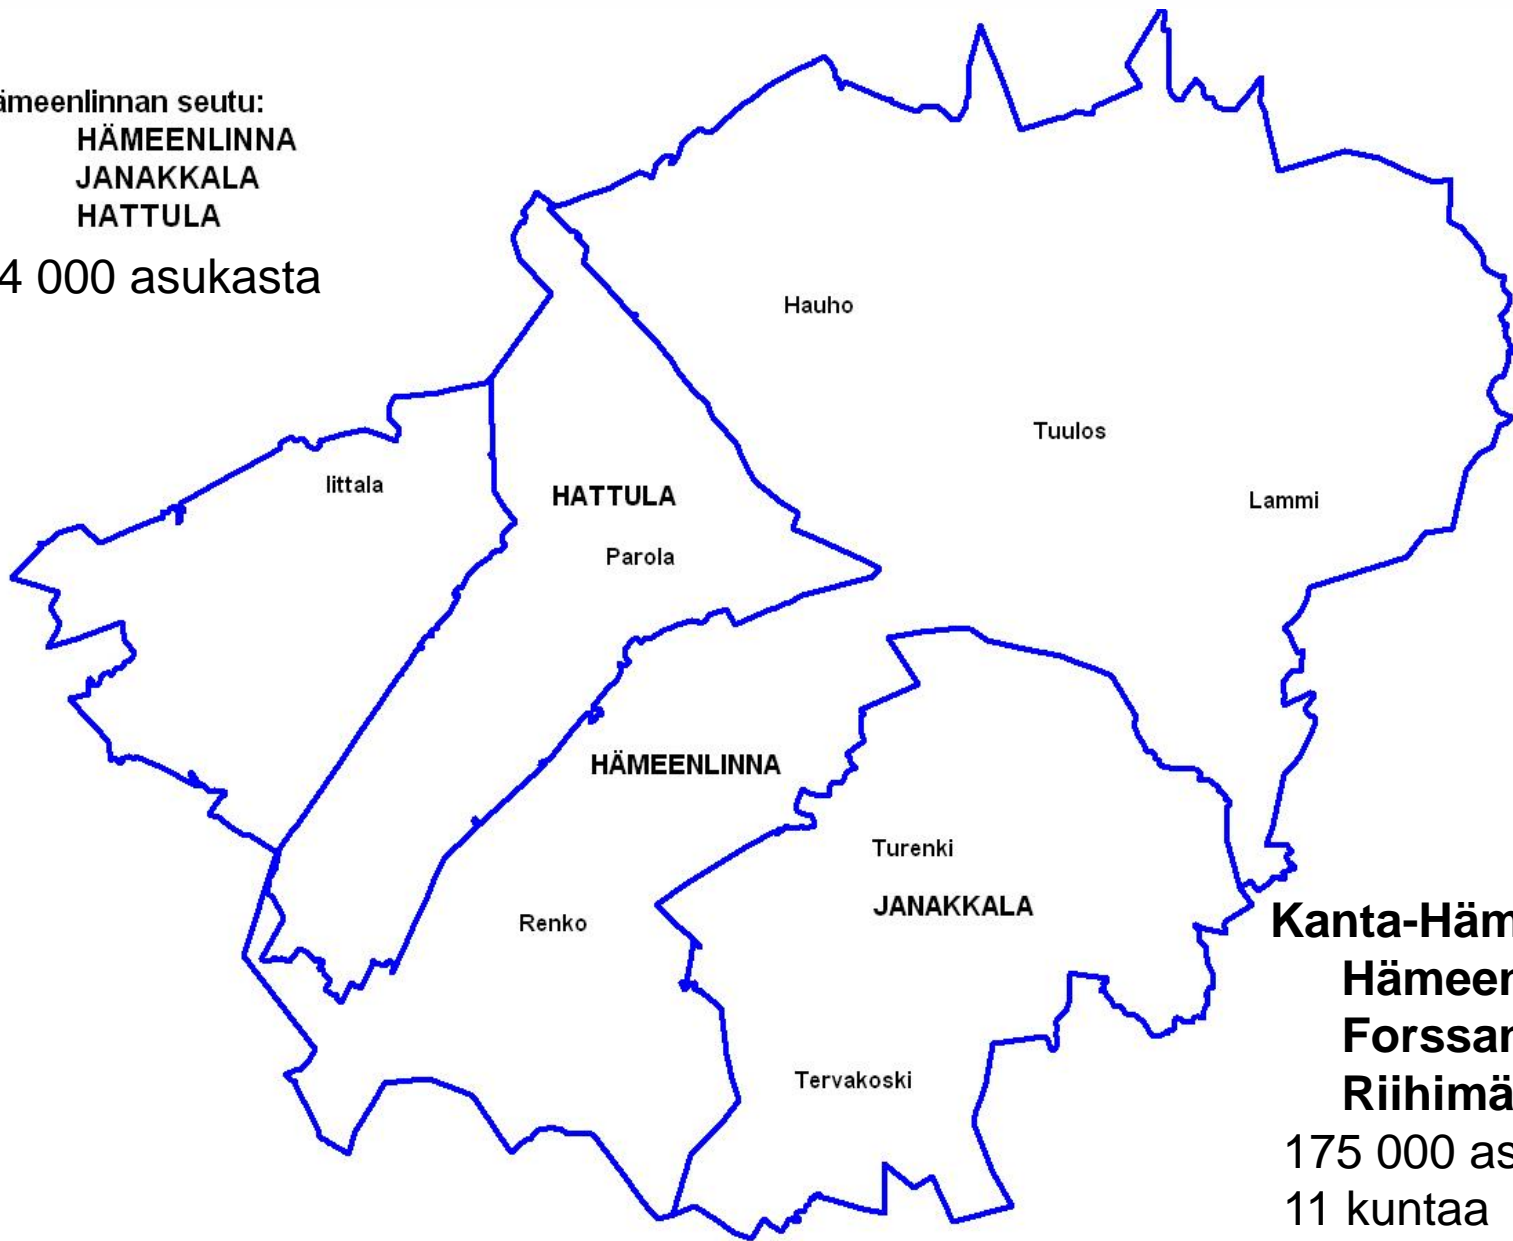 ämeenlinnan seutu:
HÄMEENLINNA
JANAKKALA
HATTULA
4 000 asukasta
Hauho
Tuulos
Iittala
HATTULA
Lammi
Parola
HÄMEENLINNA
Turenki
JANAKKALA
Renko
Tervakoski
Kanta-Häm
Hämeen
Forssan
Riihimä
175 000 as
11 kuntaa